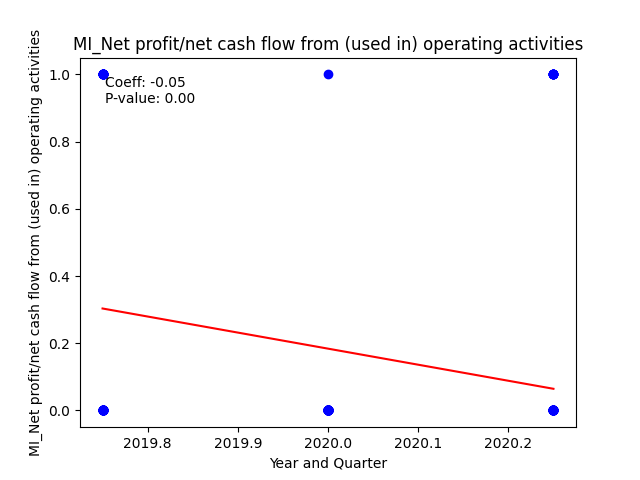 MI_Net profit/net cash flow from (used in) operating activities
MI_Net profit/net cash flow from (used in) operating activities
1.0
0.8
0.6
0.4
0.2
0.0
Coeff: -0.05
P-value: 0.00
2019.8 2019.9 2020.0 2020.1 2020.2
Year and Quarter